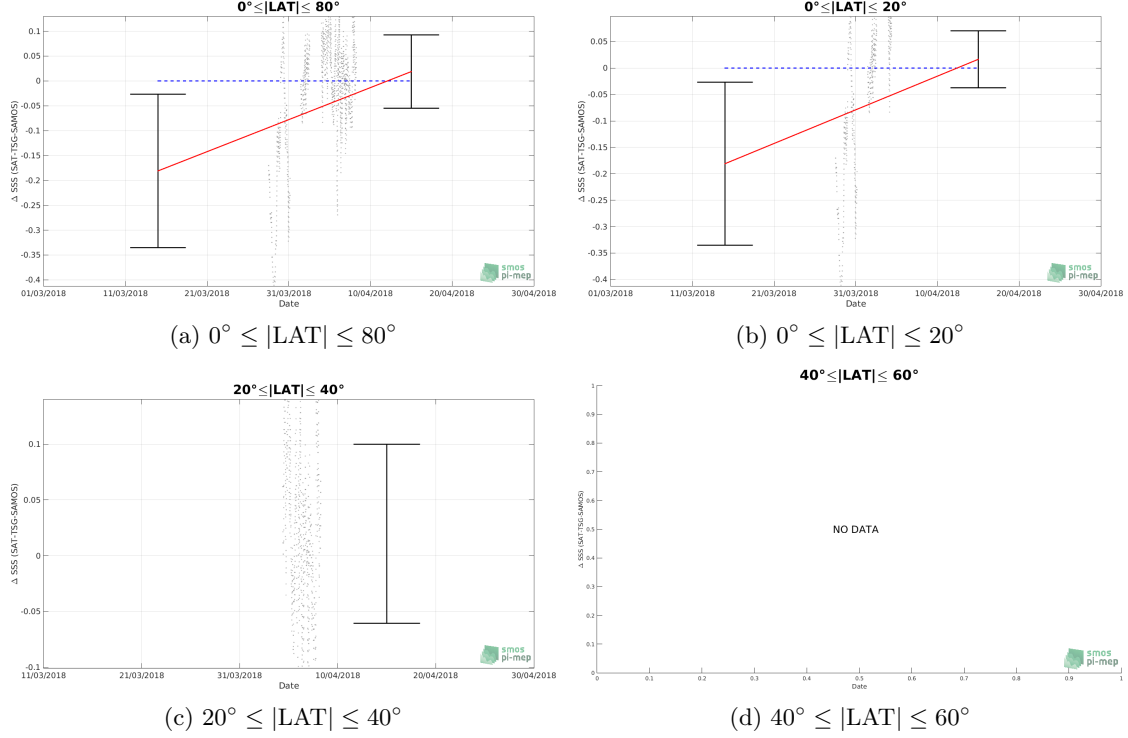 0°≤|LAT|≤ 80°
0.1
0.05
0
-0.05
-0.1
-0.15
-0.2
-0.25
-0.3
-0.35
-0.4
Δ SSS (SAT-TSG-SAMOS)
01/03/2018 11/03/2018 21/03/2018 31/03/2018 10/04/2018 20/04/2018 30/04/2018
Date
smos
pi-mep
(a) 0° ≤ |LAT| ≤ 80°
0°≤|LAT|≤ 20°
0.05
0
-0.05
-0.1
-0.15
-0.2
-0.25
-0.3
-0.35
-0.4
Δ SSS (SAT-TSG-SAMOS)
01/03/2018 11/03/2018 21/03/2018 31/03/2018 10/04/2018 20/04/2018 30/04/2018
Date
smos
pi-mep
(b) 0° ≤ |LAT| ≤ 20°
20°≤|LAT|≤ 40°
0.1
0.05
0
-0.05
-0.1
Δ SSS (SAT-TSG-SAMOS)
11/03/2018 21/03/2018 31/03/2018 10/04/2018 20/04/2018 30/04/2018
Date
smos
pi-mep
(c) 20° ≤ |LAT| ≤ 40°
40°≤|LAT|≤ 60°
1
0.9
0.8
0.7
0.6
0.5
0.4
0.3
0.2
0.1
0
Δ SSS (SAT-TSG-SAMOS)
NO DATA
0 0.1 0.2 0.3 0.4 0.5 0.6 0.7 0.8 0.9 1
Date
smos
pi-mep
(d) 40° ≤ |LAT| ≤ 60°